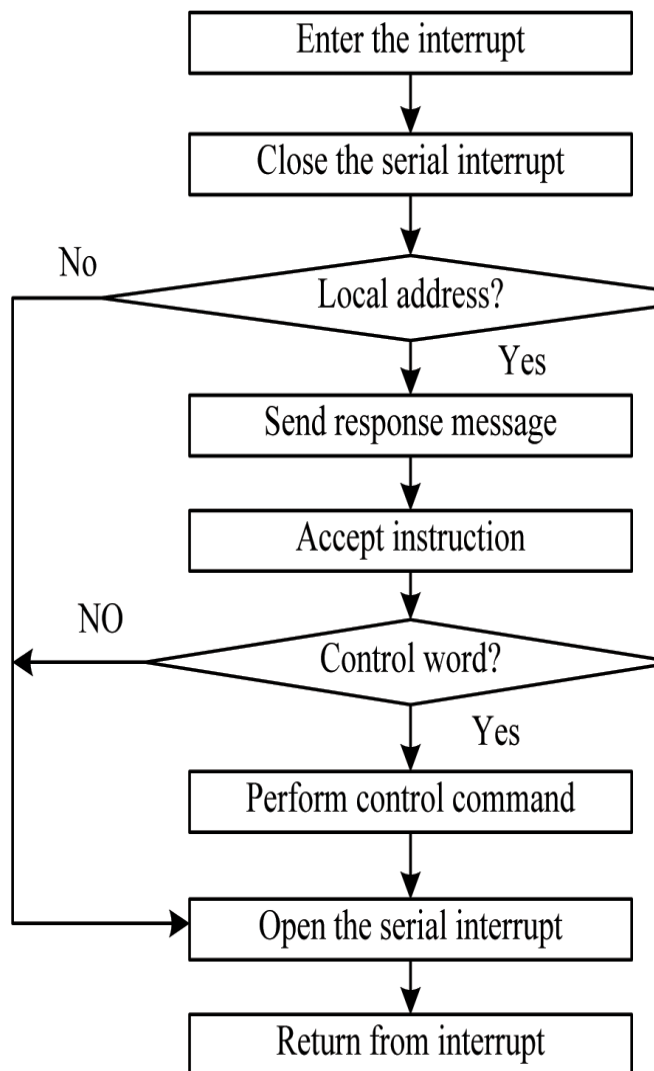 Enter the interrupt
Close the serial interrupt
No
Local address?
Yes
Send response message
Accept instruction
NO
Control word?
Yes
Perform control command
Open the serial interrupt
Return from interrupt